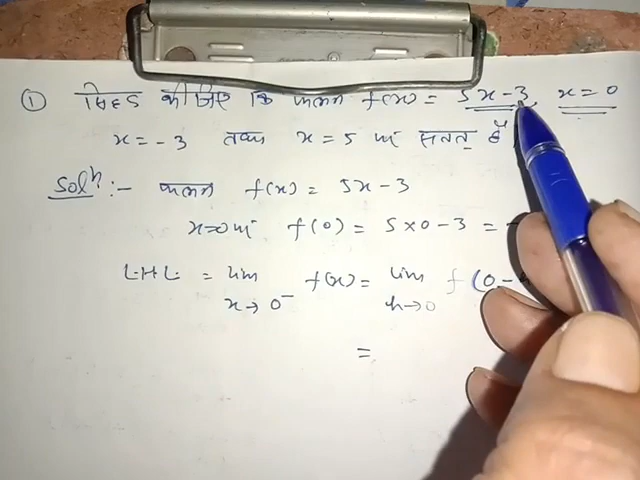 ① सिद्ध कीजिए कि फलन f(x) = 5x - 3, x = 0
x = -3 तथा x = 5 पर सतत् है
Solⁿ :- फलन f(x) = 5x - 3
x=0 पर f(0) = 5 × 0 - 3 = -
L.H.L. = lim x→0⁻ f(x) = lim h→0 f(0 - h
=